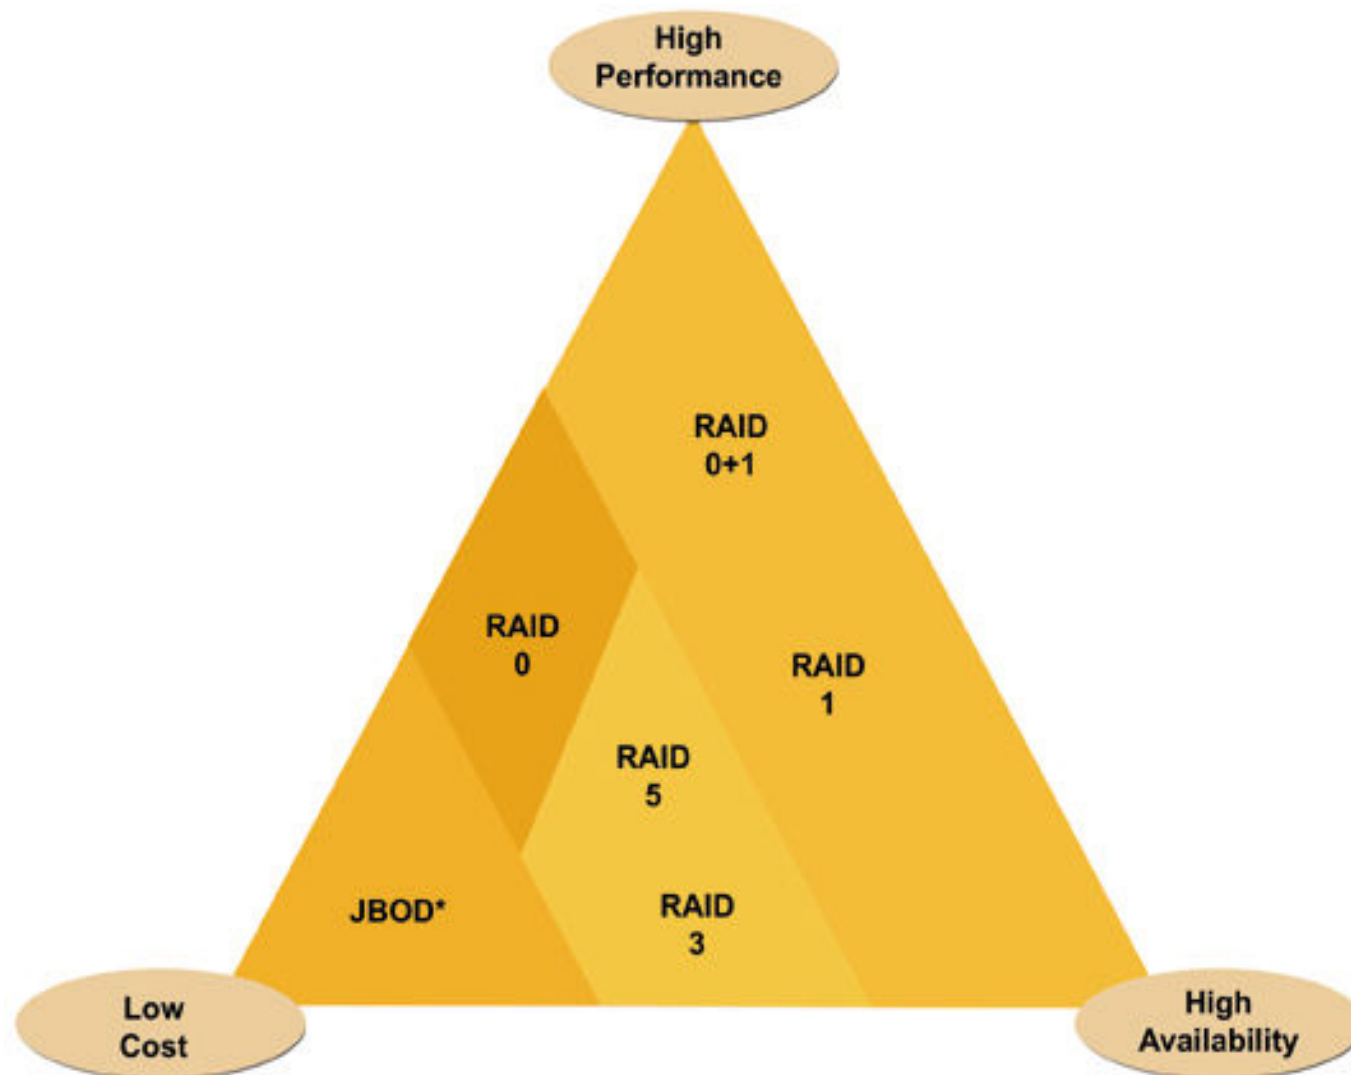 High
Performance
RAID
0+1
RAID
0
RAID
1
RAID
5
JBOD*
RAID
3
Low
Cost
High
Availability